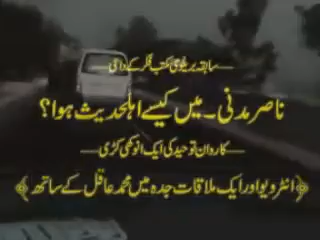 سابقہ بریلوی مکتب فکر کے داعی
ناصر مدنی ۔ میں کیسے اہلحدیث ہوا؟
کاروان توحید کی ایک انوکھی کڑی
﴿انٹرویو اور ایک ملاقات جدہ میں محمد عاقل کے ساتھ﴾